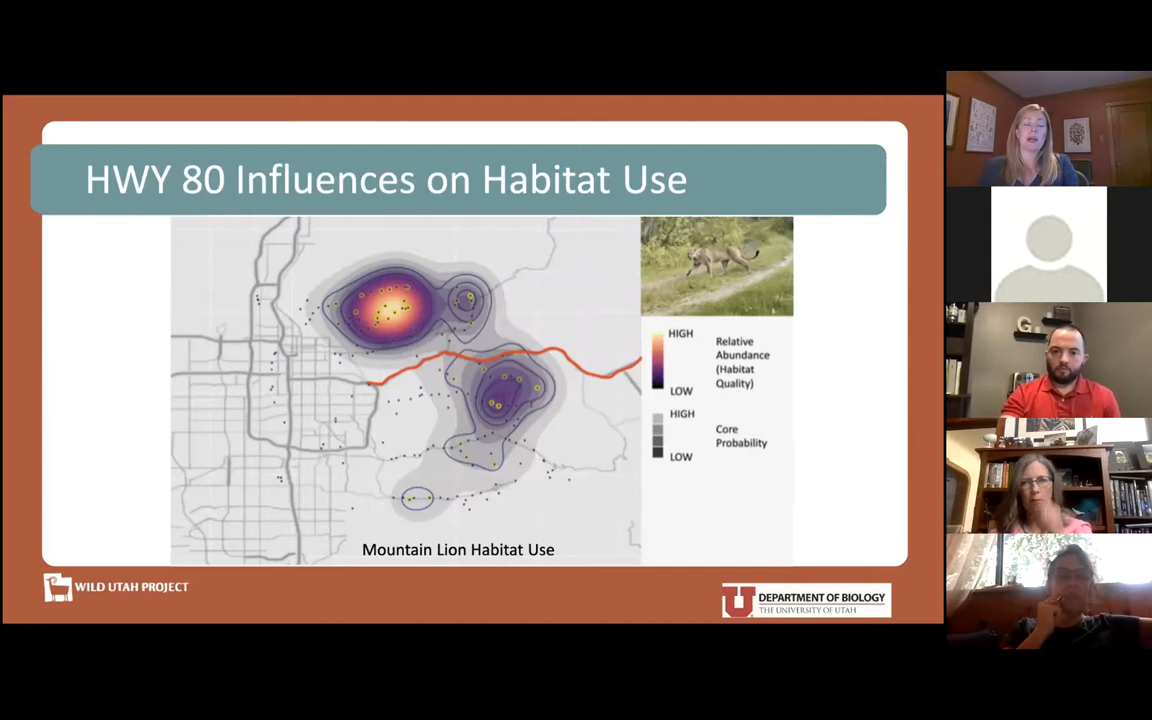 HWY 80 Influences on Habitat Use
HIGH
LOW
Relative
Abundance
(Habitat
Quality)
HIGH
LOW
Core
Probability
Mountain Lion Habitat Use
WILD UTAH PROJECT
U
DEPARTMENT OF BIOLOGY
THE UNIVERSITY OF UTAH
G